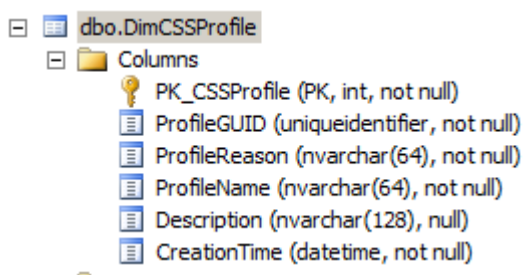 dbo.DimCSSProfile
Columns
PK_CSSProfile (PK, int, not null)
ProfileGUID (uniqueidentifier, not null)
ProfileReason (nvarchar(64), not null)
ProfileName (nvarchar(64), not null)
Description (nvarchar(128), null)
CreationTime (datetime, not null)